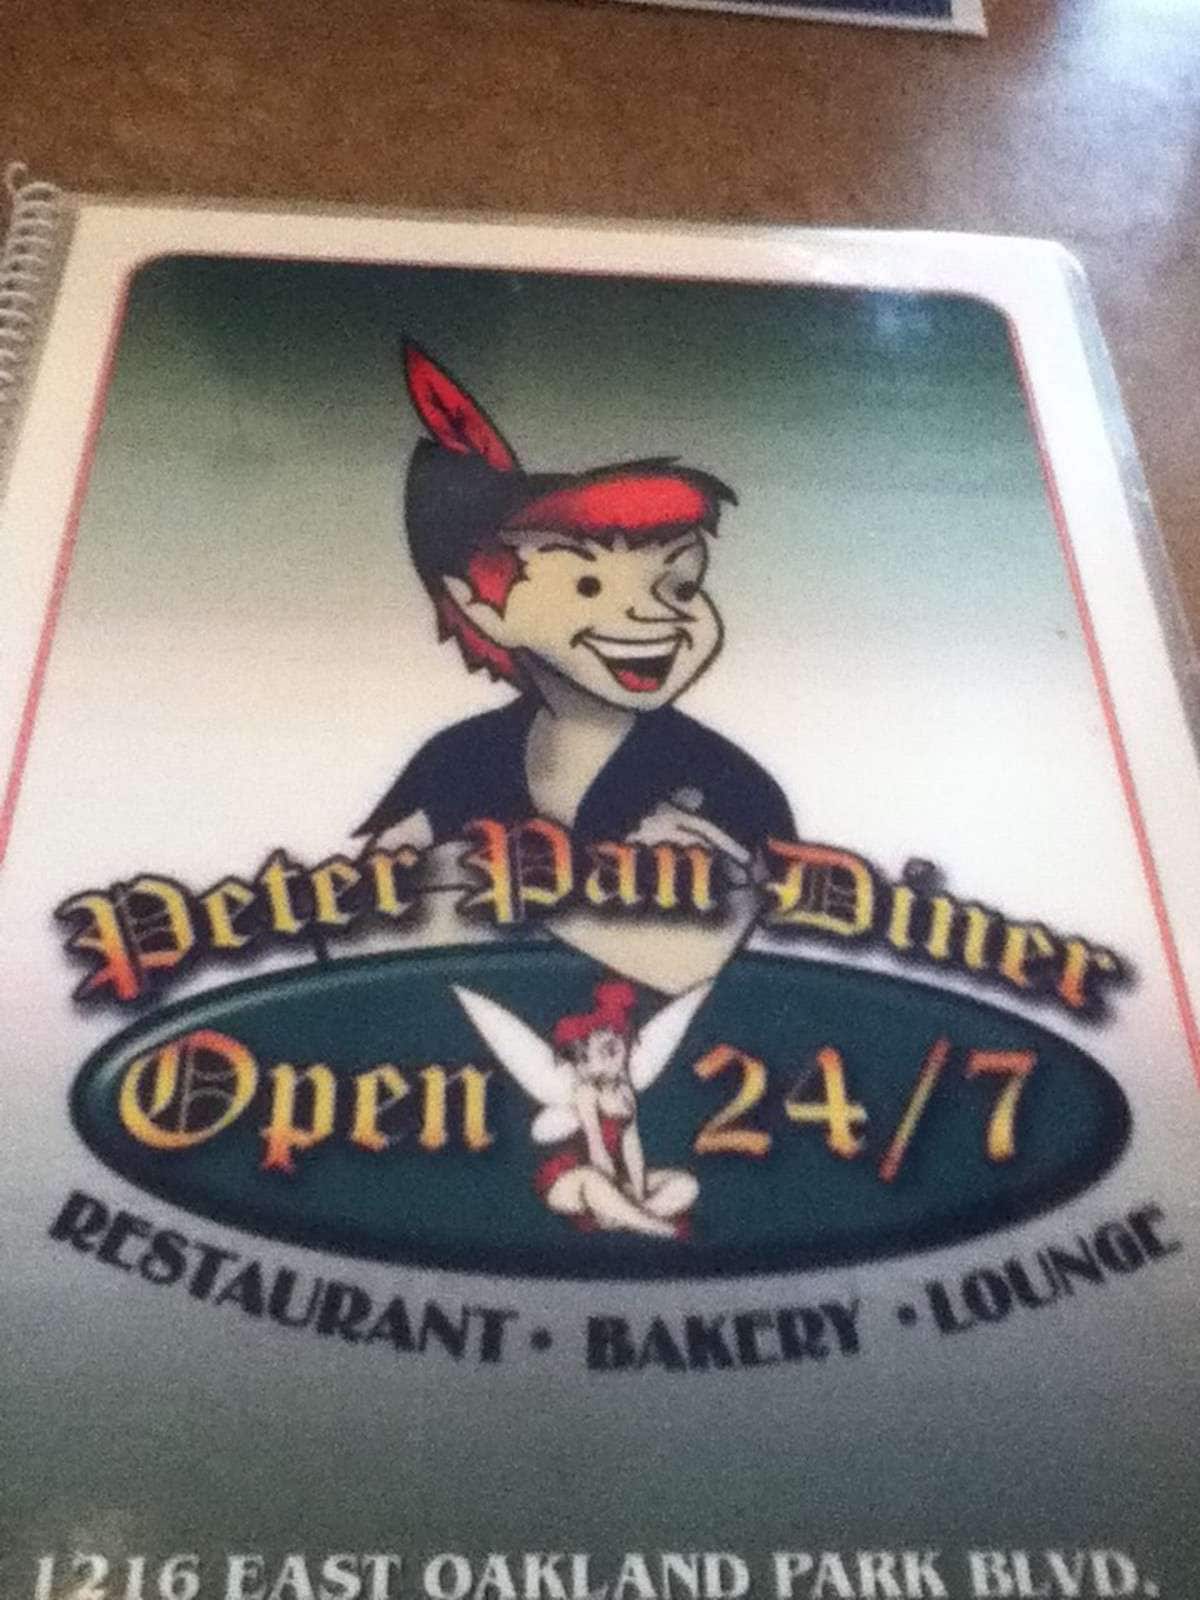 Peter Pan Diner
Open 24/7
RESTAURANT • BAKERY • LOUNGE
1216 EAST OAKLAND PARK BLVD.